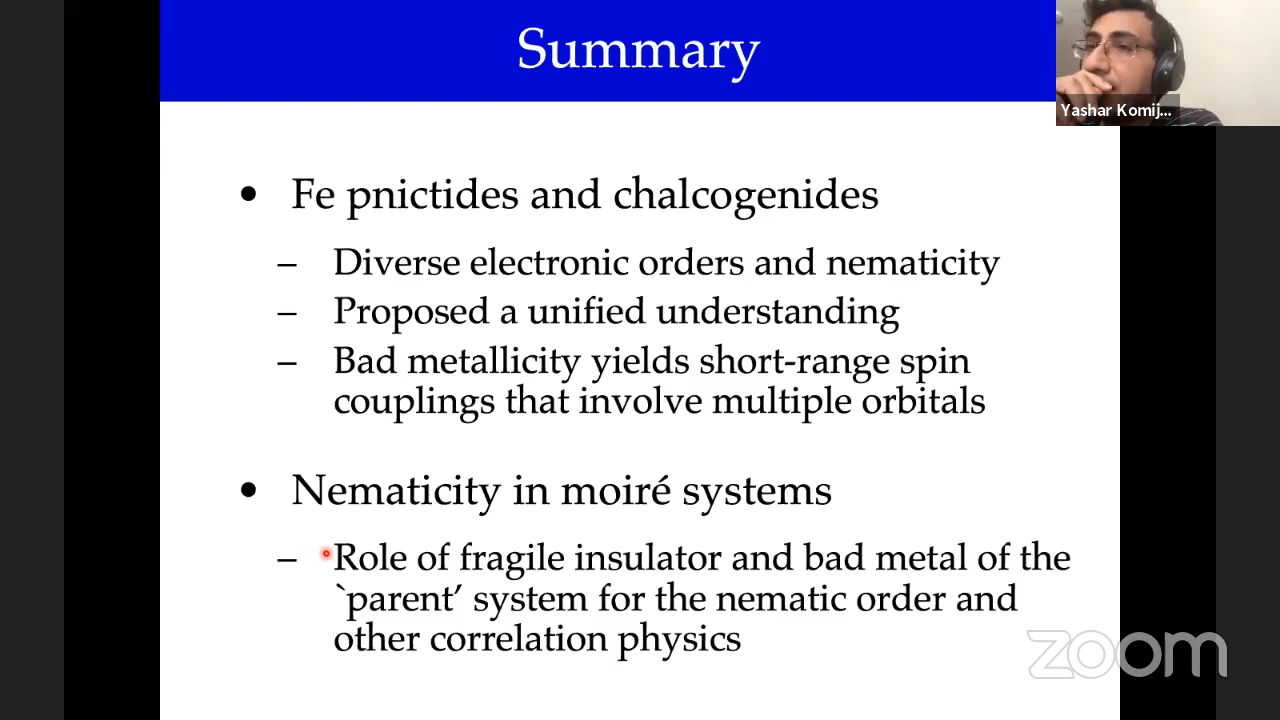 Summary
Yashar Komij...
• Fe pnictides and chalcogenides
– Diverse electronic orders and nematicity
– Proposed a unified understanding
– Bad metallicity yields short-range spin
couplings that involve multiple orbitals
• Nematicity in moiré systems
– Role of fragile insulator and bad metal of the
`parent’ system for the nematic order and
other correlation physics
zoom